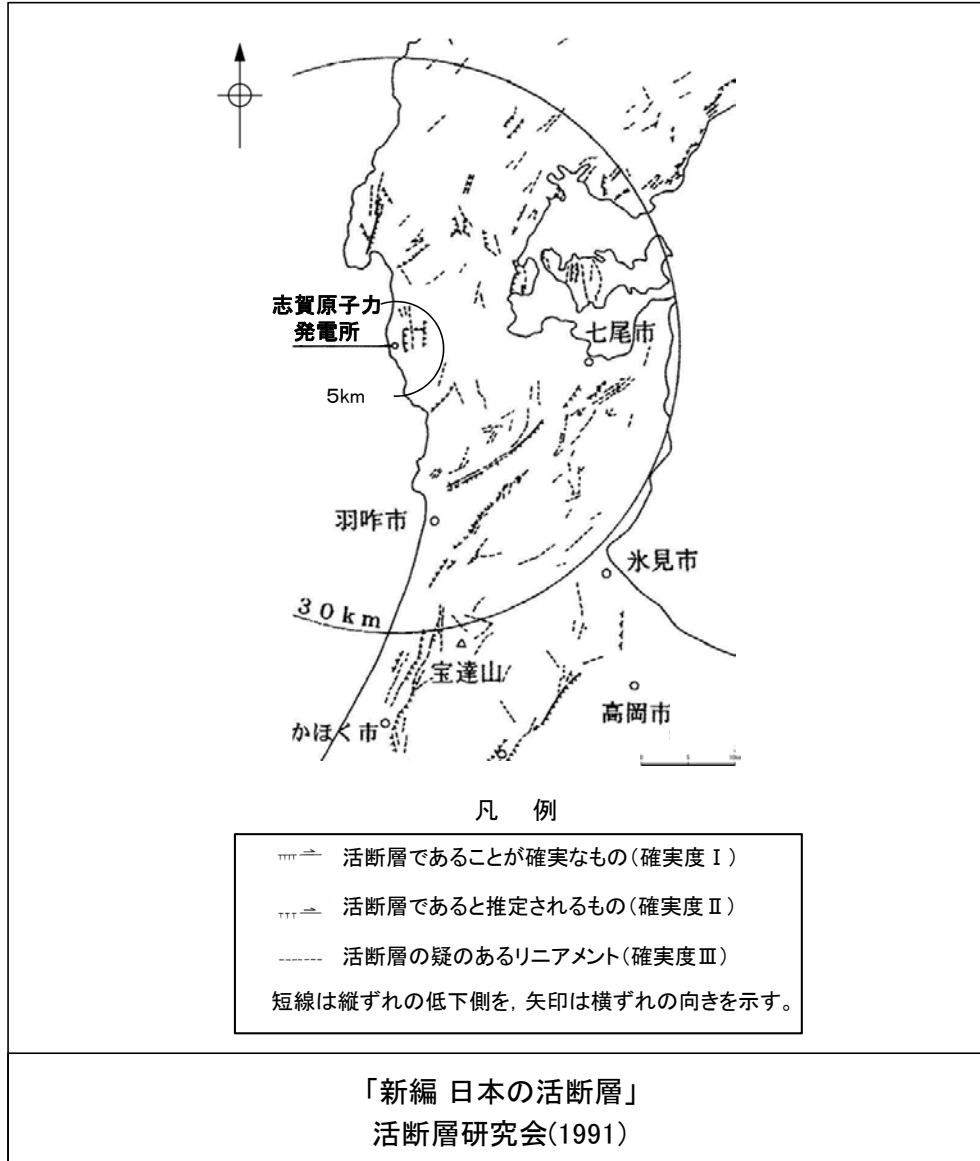 志賀原子力
発電所
5km
七尾市
羽咋市
氷見市
30km
宝達山
高岡市
かほく市
凡 例
活断層であることが確実なもの(確実度Ⅰ)
活断層であると推定されるもの(確実度Ⅱ)
活断層の疑のあるリニアメント(確実度Ⅲ)
短線は縦ずれの低下側を, 矢印は横ずれの向きを示す。
「新編 日本の活断層」
活断層研究会(1991)